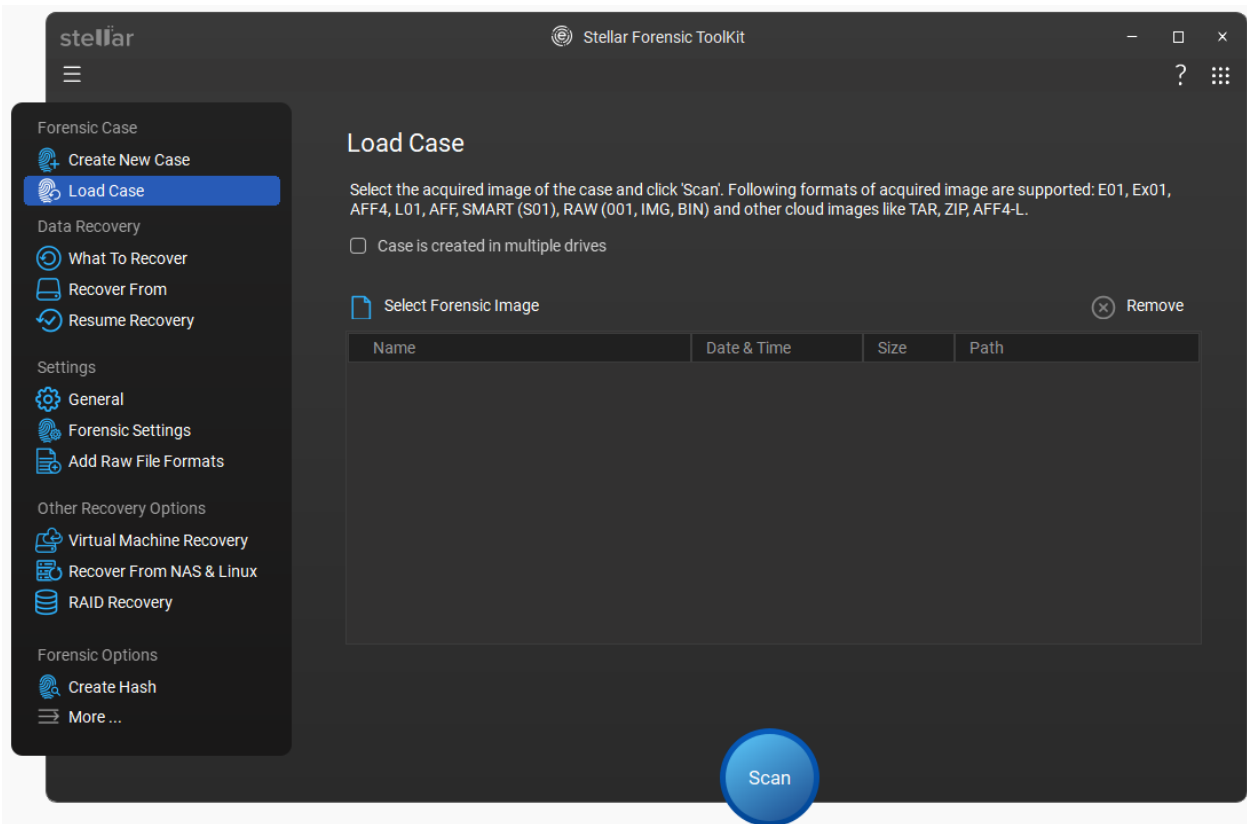 stellar
Stellar Forensic ToolKit
?
Forensic Case
Create New Case
Load Case
Data Recovery
What To Recover
Recover From
Resume Recovery
Settings
General
Forensic Settings
Add Raw File Formats
Other Recovery Options
Virtual Machine Recovery
Recover From NAS & Linux
RAID Recovery
Forensic Options
Create Hash
More ...
Load Case
Select the acquired image of the case and click 'Scan'. Following formats of acquired image are supported: E01, Ex01,
AFF4, L01, AFF, SMART (S01), RAW (001, IMG, BIN) and other cloud images like TAR, ZIP, AFF4-L.
Case is created in multiple drives
Select Forensic Image
Remove
Name Date & Time Size Path
Scan